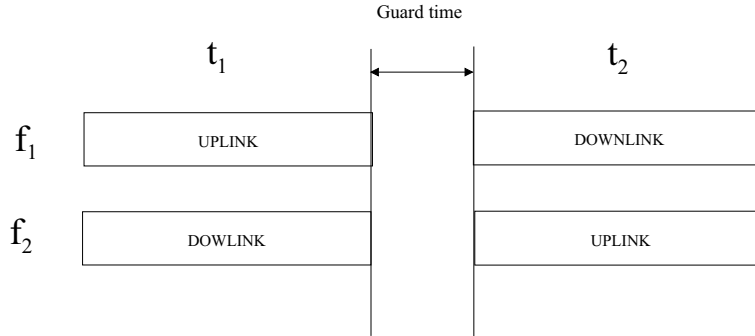 Guard time
t1
t2
f1
UPLINK
DOWNLINK
f2
DOWLINK
UPLINK